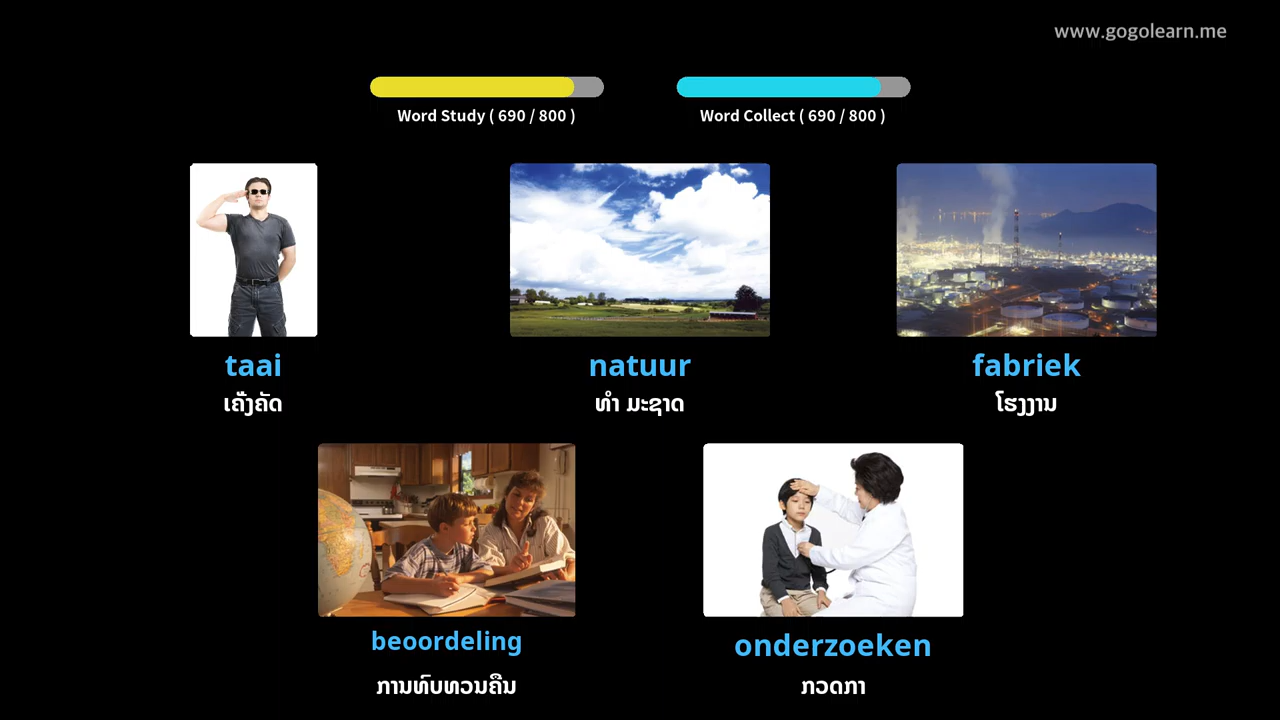 www.gogolearn.me
Word Study ( 690 / 800 )
Word Collect ( 690 / 800 )
taai
ເຄັ່ງຄັດ
natuur
ທຳ ມະຊາດ
fabriek
ໂຮງງານ
beoordeling
ການທົບທວນຄືນ
onderzoeken
ກວດກາ